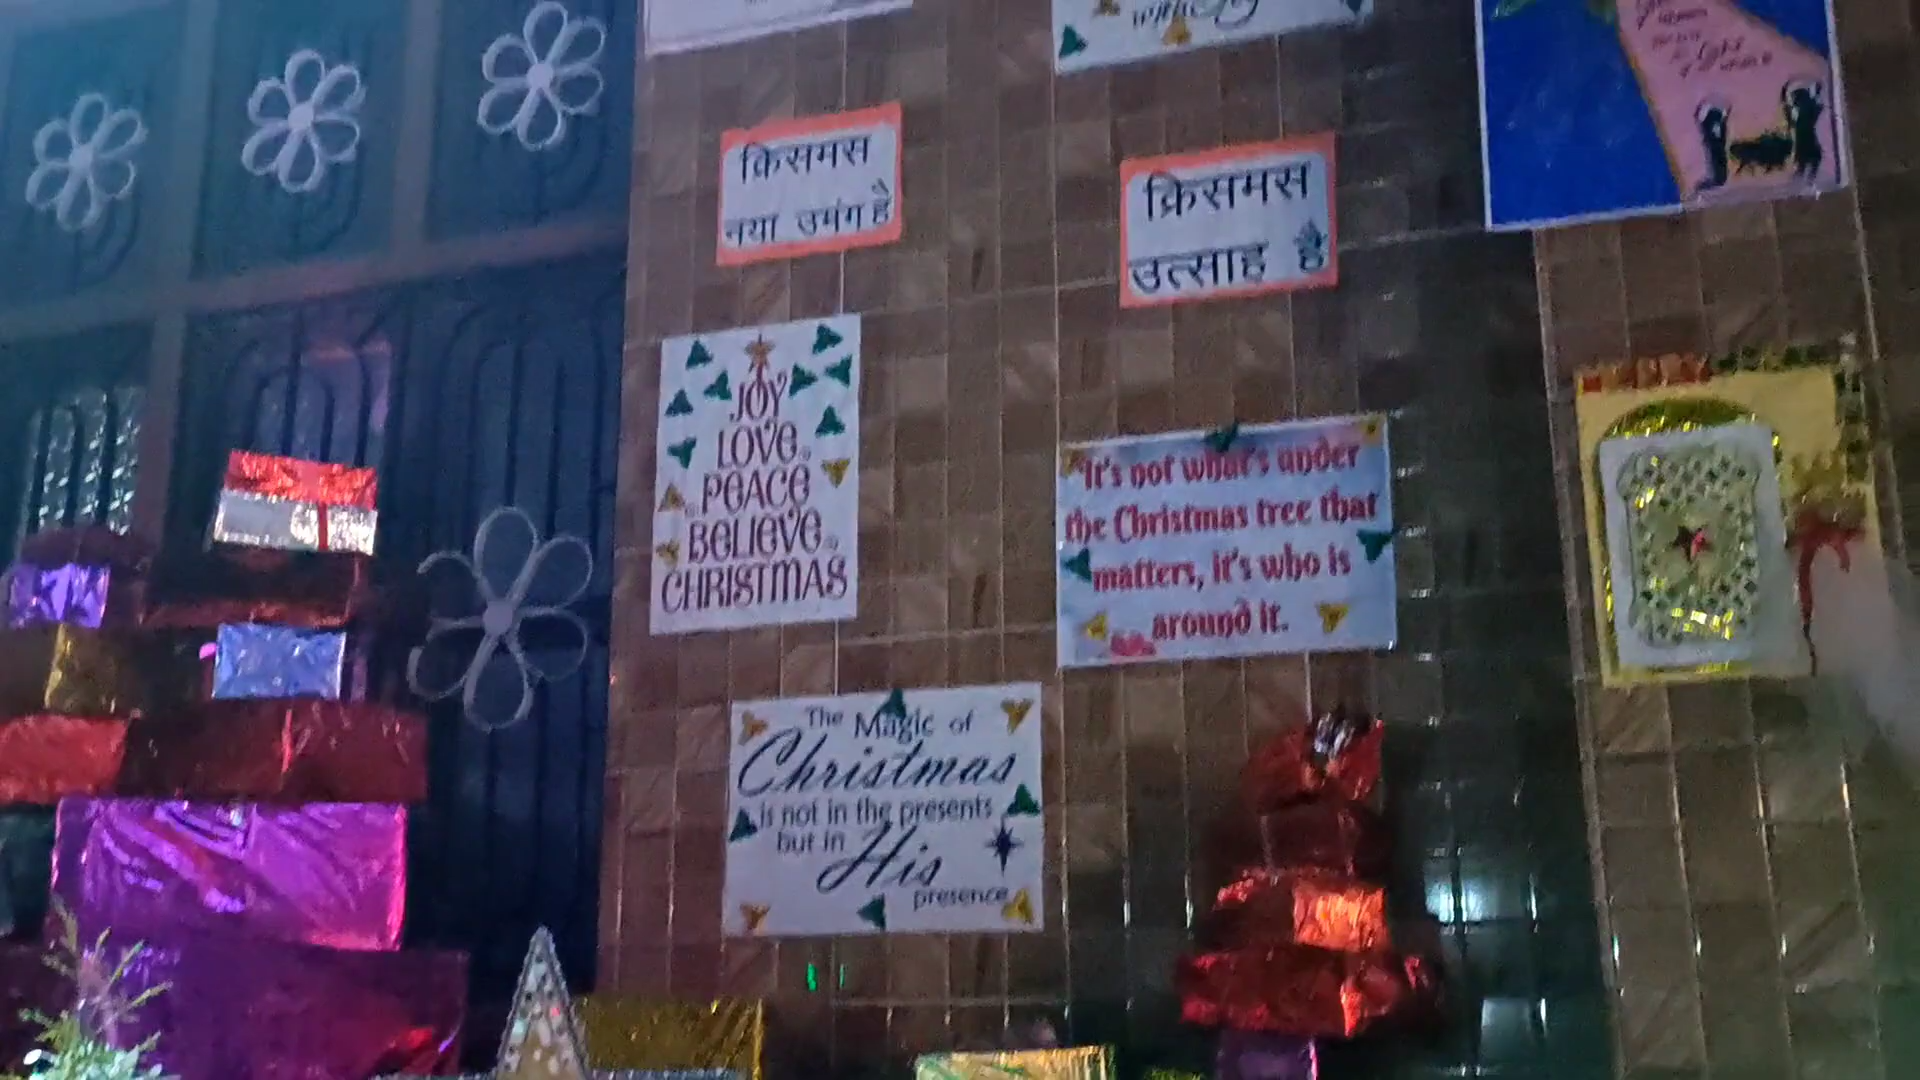 क्रिसमस
नया उमंग है
क्रिसमस
उत्साह है
JOY
LOVE
PEACE
BELIEVE
CHRISTMAS
It's not what's under
the Christmas tree that
matters, it's who is
around it.
The Magic of
Christmas
is not in the presents
but in His
presence